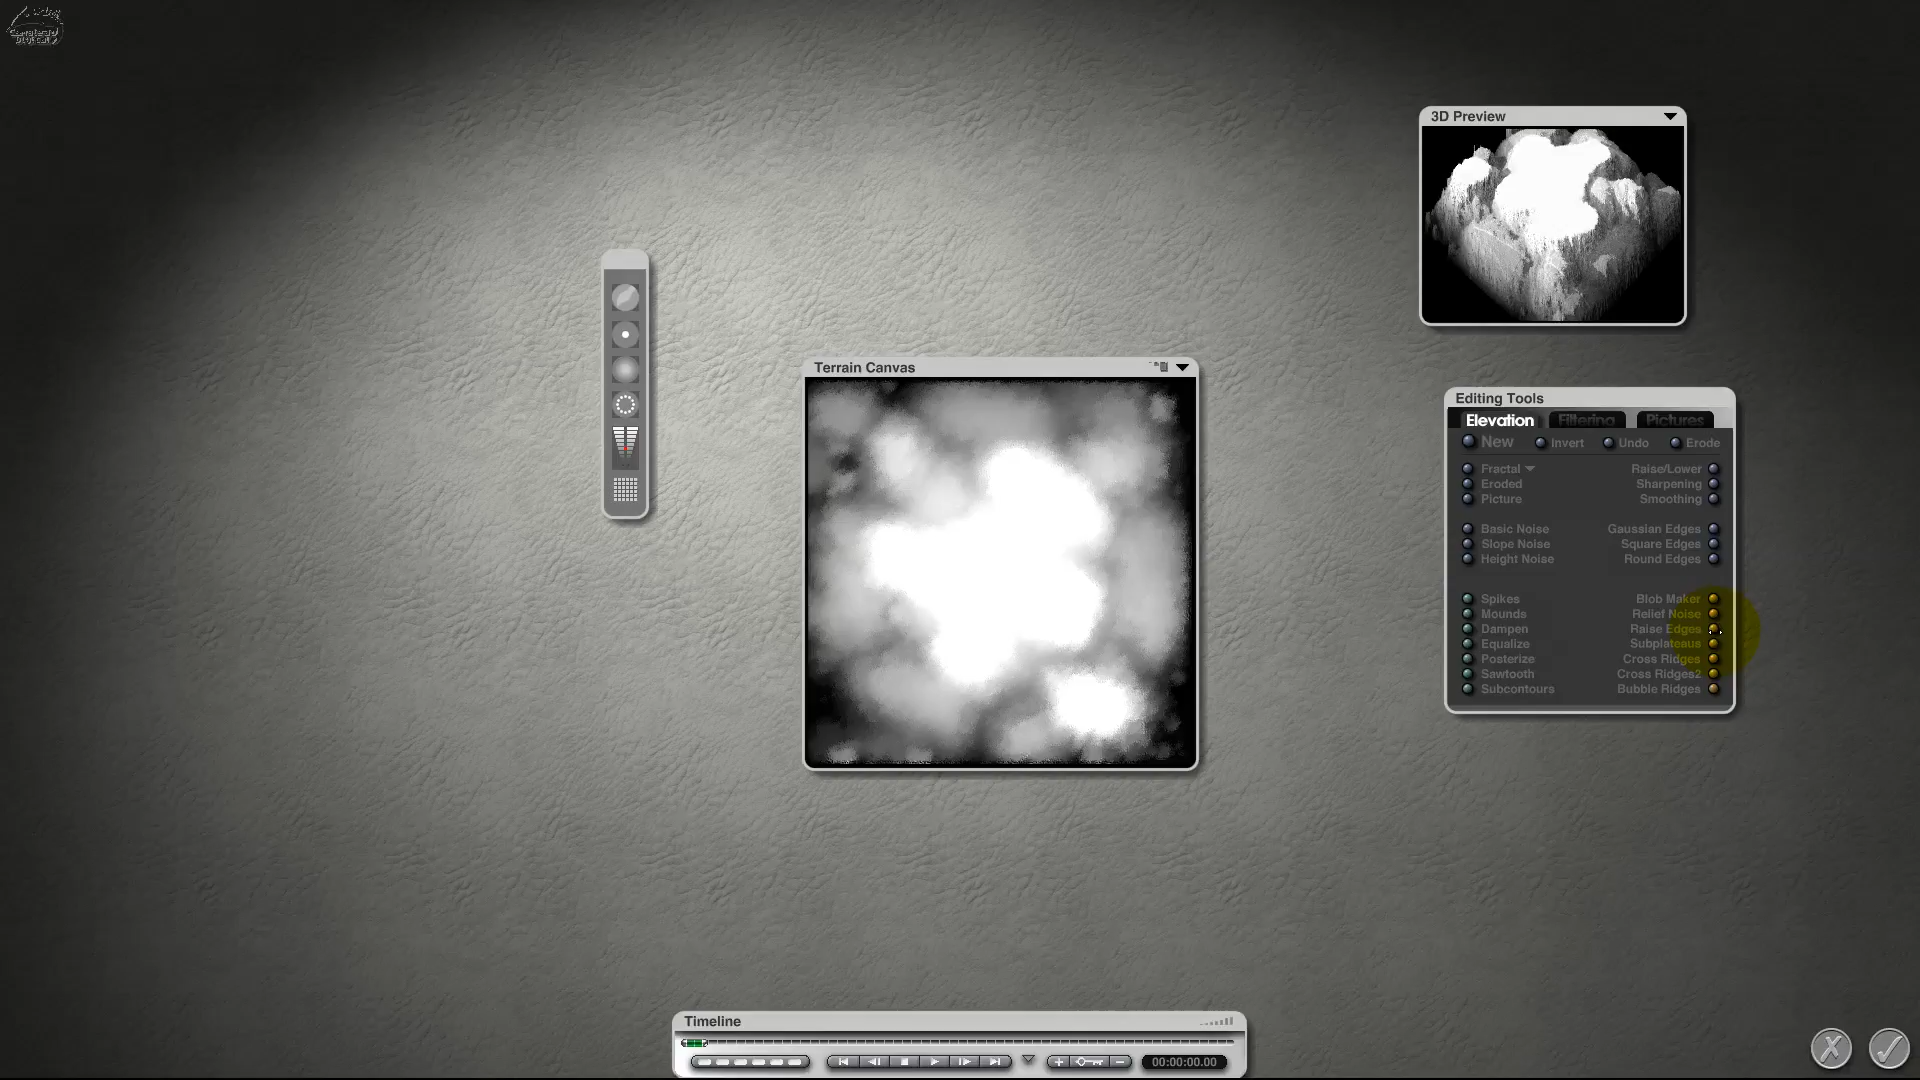 3D Preview
Terrain Canvas
Editing Tools
Elevation Filtering Pictures
New Invert Undo Erode
Fractal Raise/Lower
Eroded Sharpening
Picture Smoothing
Basic Noise Gaussian Edges
Slope Noise Square Edges
Height Noise Round Edges
Spikes Blob Maker
Mounds Relief Noise
Dampen Raise Edges
Equalize Subplateaus
Posterize Cross Ridges
Sawtooth Cross Ridges2
Subcontours Bubble Ridges
Timeline
00:00:00.00